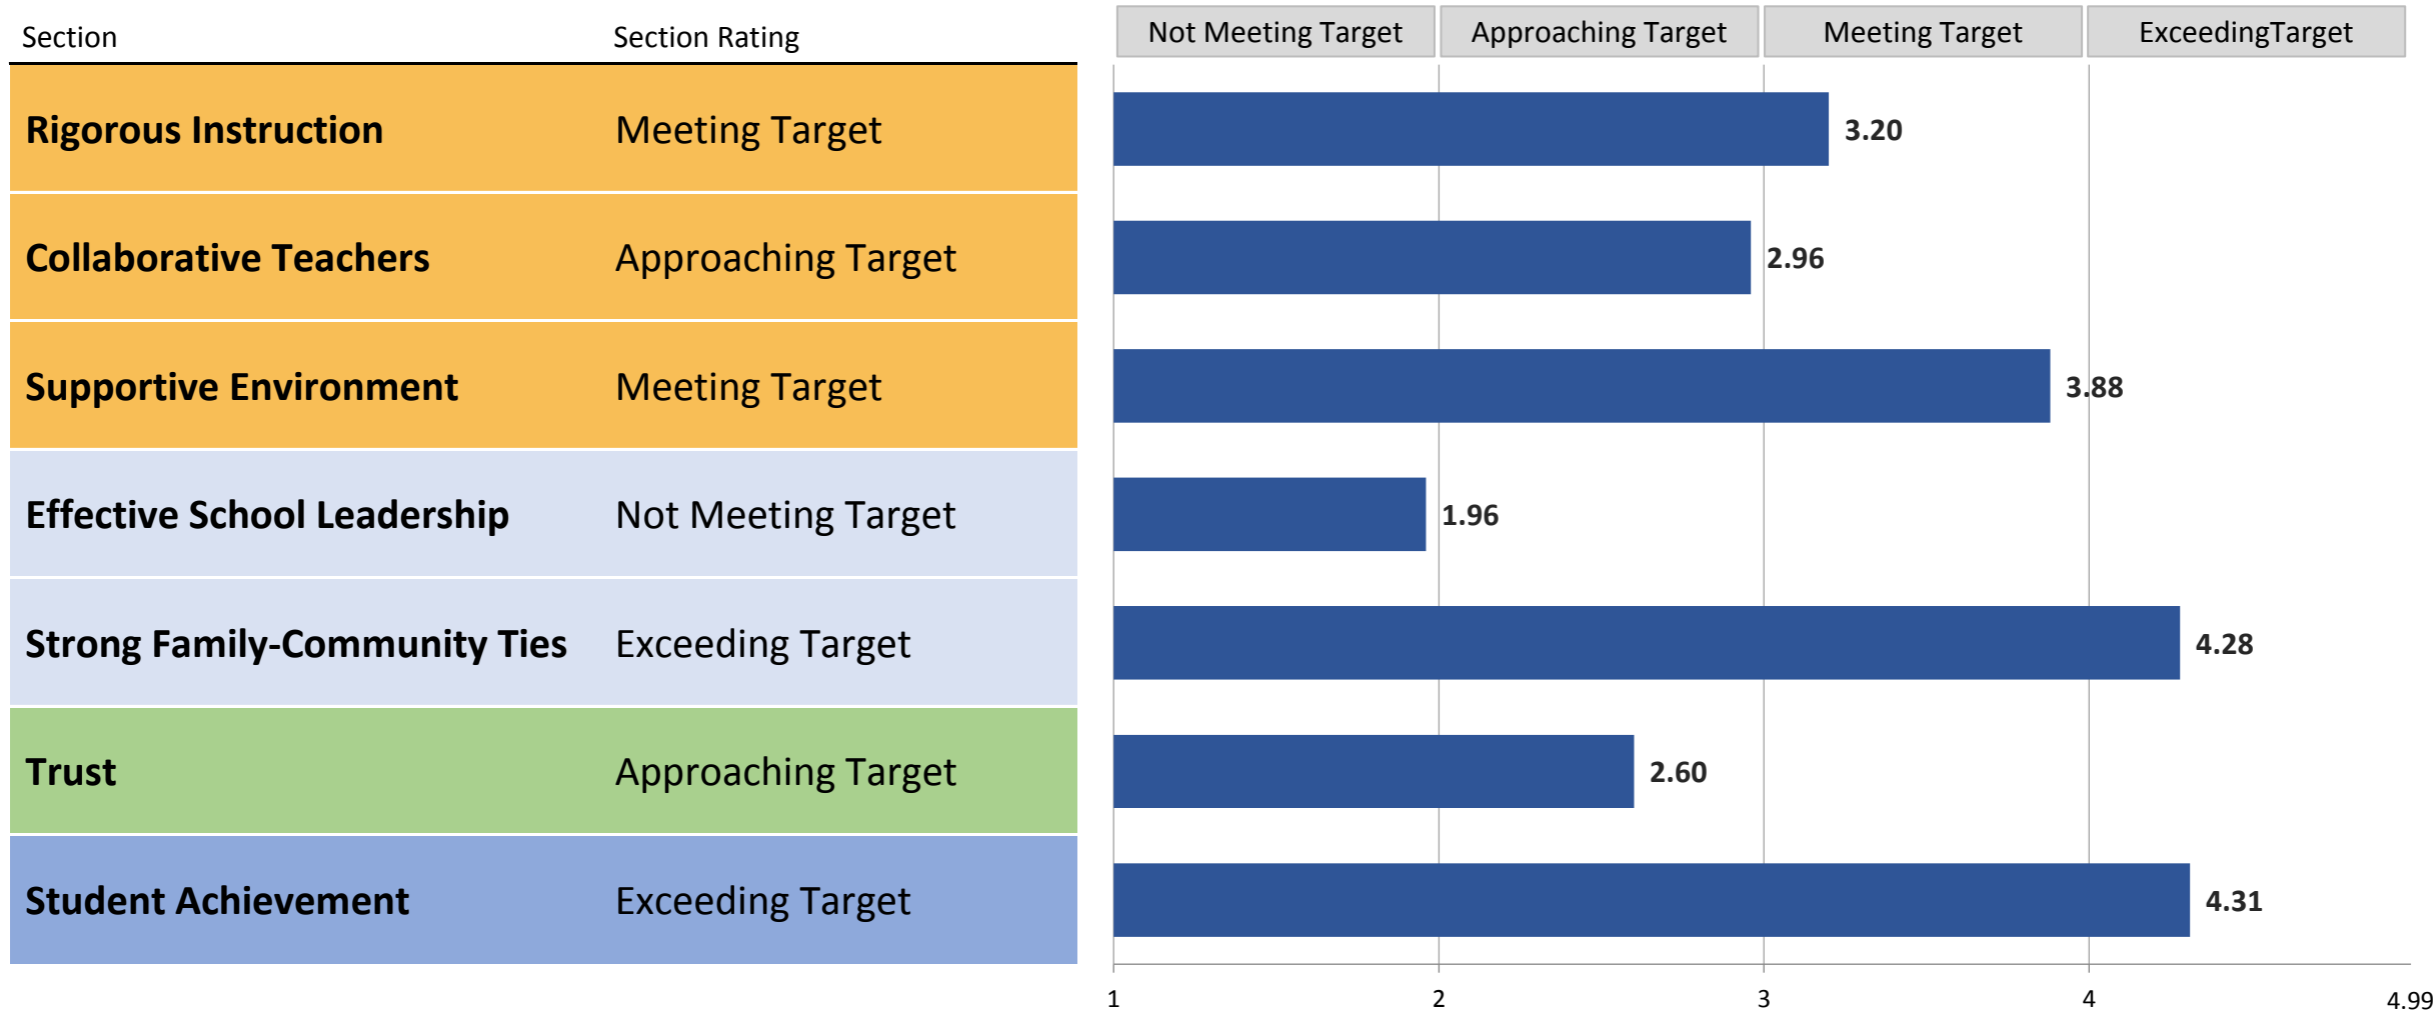 Section Section Rating Not Meeting Target Approaching Target Meeting Target ExceedingTarget
Rigorous Instruction Meeting Target 3.20
Collaborative Teachers Approaching Target 2.96
Supportive Environment Meeting Target 3.88
Effective School Leadership Not Meeting Target 1.96
Strong Family-Community Ties Exceeding Target 4.28
Trust Approaching Target 2.60
Student Achievement Exceeding Target 4.31
1 2 3 4 4.99